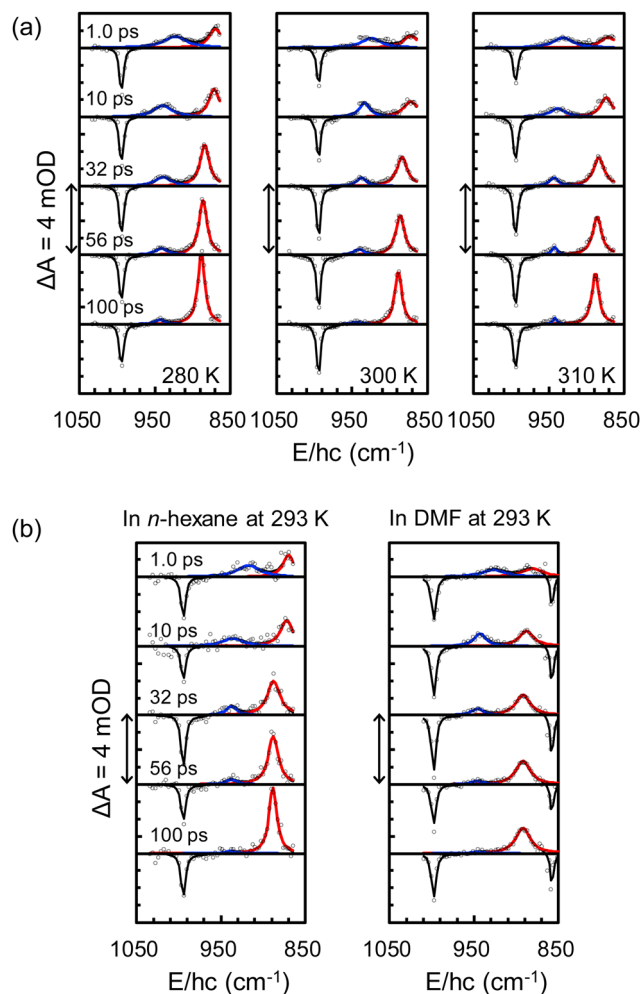 (a)
1.0 ps
10 ps
32 ps
56 ps
100 ps
ΔA = 4 mOD
280 K
300 K
310 K
1050 950 850 950 850 950 850
E/hc (cm⁻¹)
(b)
In n-hexane at 293 K
In DMF at 293 K
1.0 ps
10 ps
32 ps
56 ps
100 ps
ΔA = 4 mOD
1050 950 850 1050 950 850
E/hc (cm⁻¹)
E/hc (cm⁻¹)